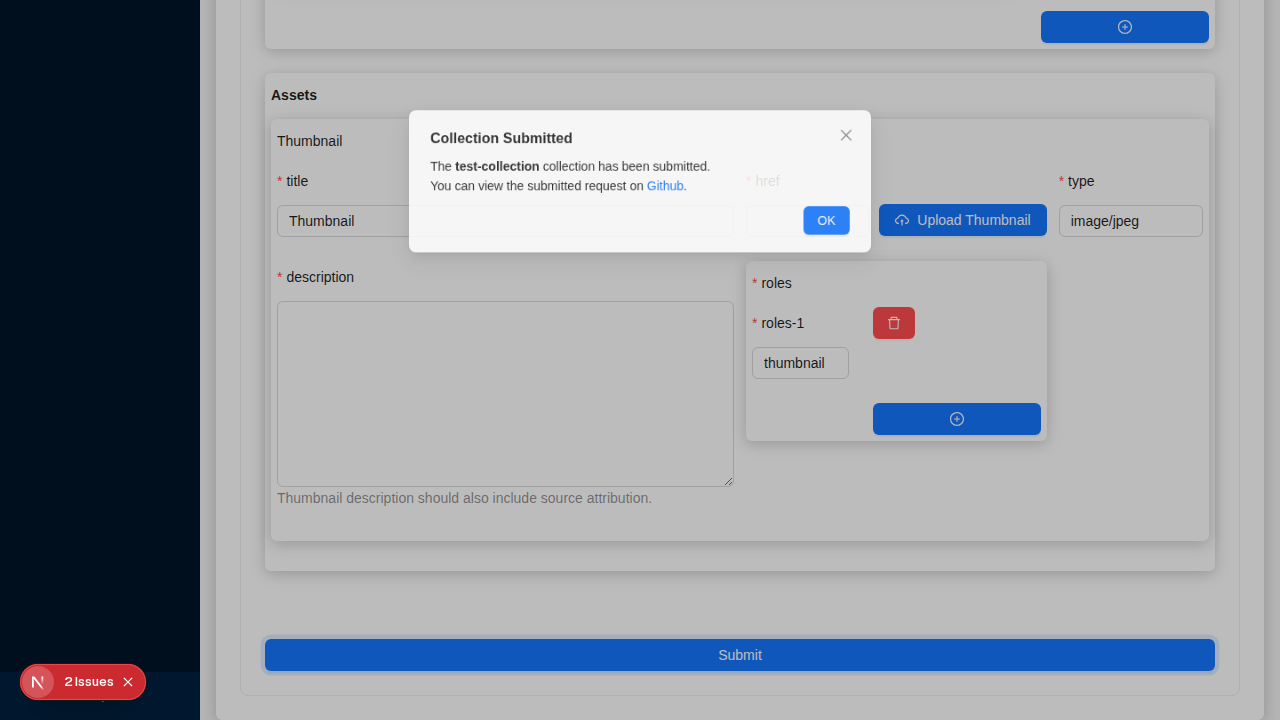 Assets
Collection Submitted
Thumbnail
The test-collection collection has been submitted.
* title
* href
* type
You can view the submitted request on Github.
Thumbnail
OK
Upload Thumbnail
image/jpeg
* description
* roles
* roles-1
thumbnail
Thumbnail description should also include source attribution.
Submit
N
2 Issues